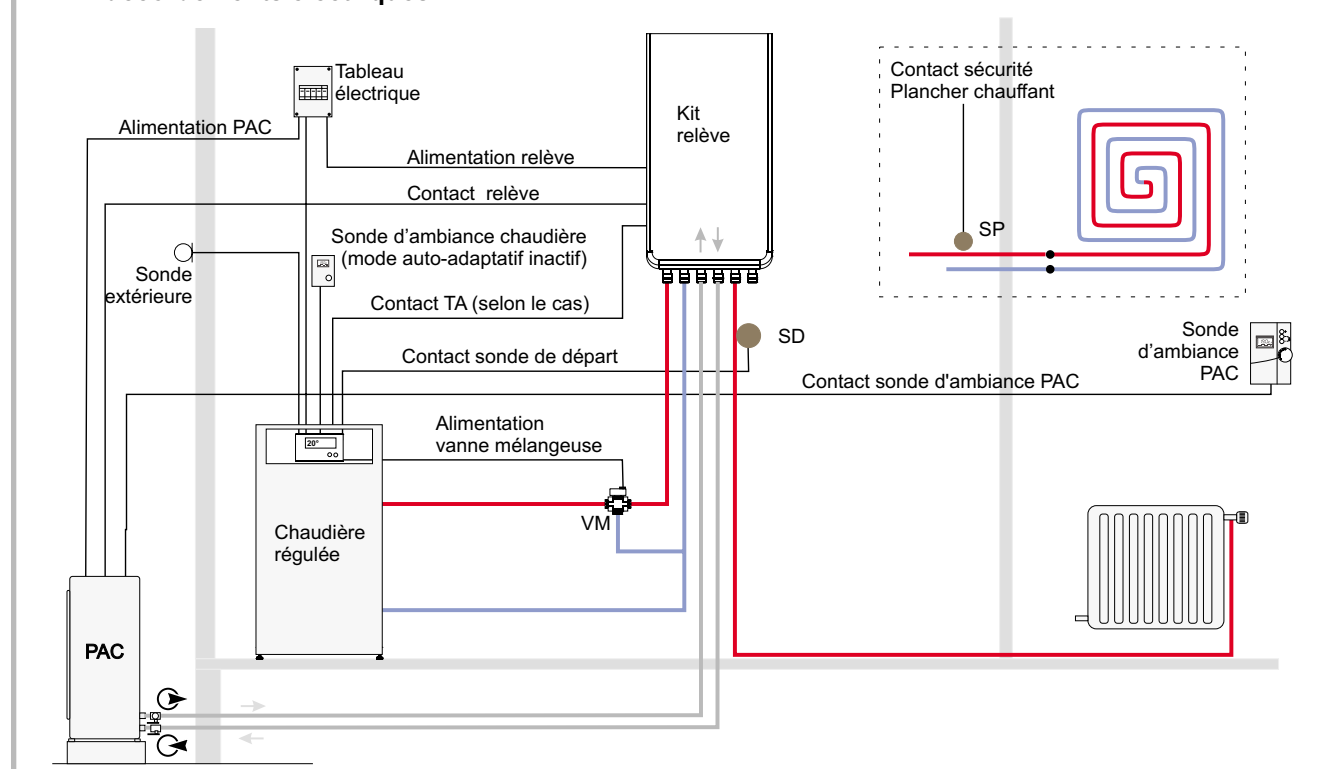 Tableau
électrique
Alimentation PAC
Kit
relève
Contact sécurité
Plancher chauffant
Alimentation relève
Contact relève
SP
Sonde d'ambiance chaudière
(mode auto-adaptatif inactif)
Sonde
extérieure
Contact TA (selon le cas)
SD
Sonde
d'ambiance
PAC
Contact sonde de départ
Contact sonde d'ambiance PAC
Alimentation
vanne mélangeuse
20°
VM
Chaudière
régulée
PAC